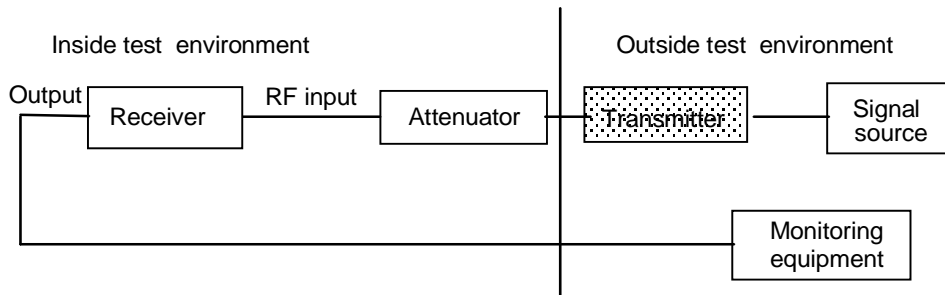 Inside test environment
Outside test environment
Output
Receiver
RF input
Attenuator
Transmitter
Signal
source
Monitoring
equipment